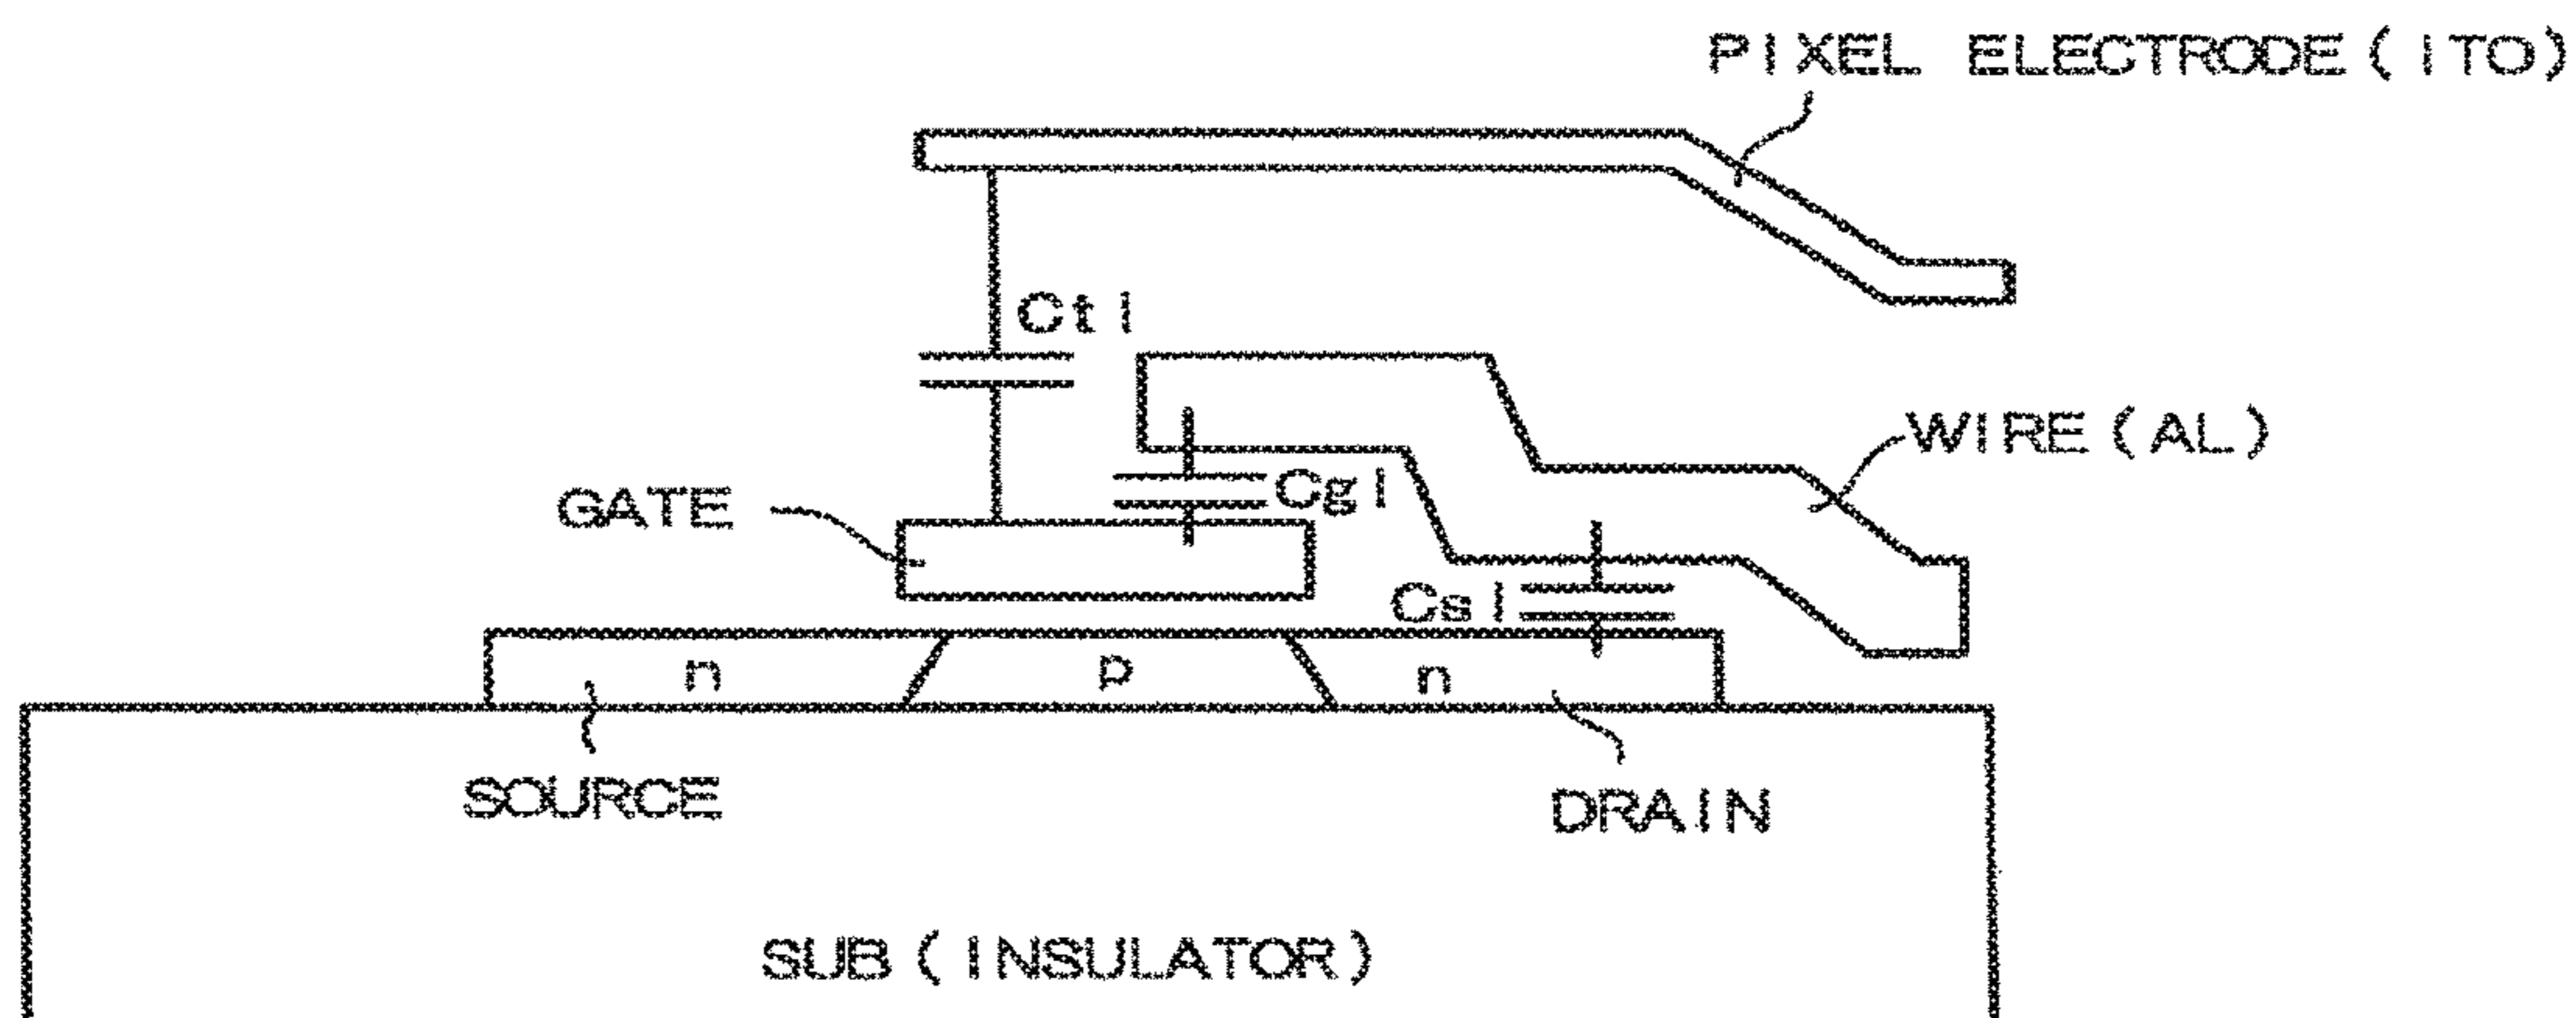 PIXEL ELECTRODE(ITO)
Ctl
WIRE(AL)
GATE
Cgl
Csl
n
p
n
SOURCE
DRAIN
SUB(INSULATOR)